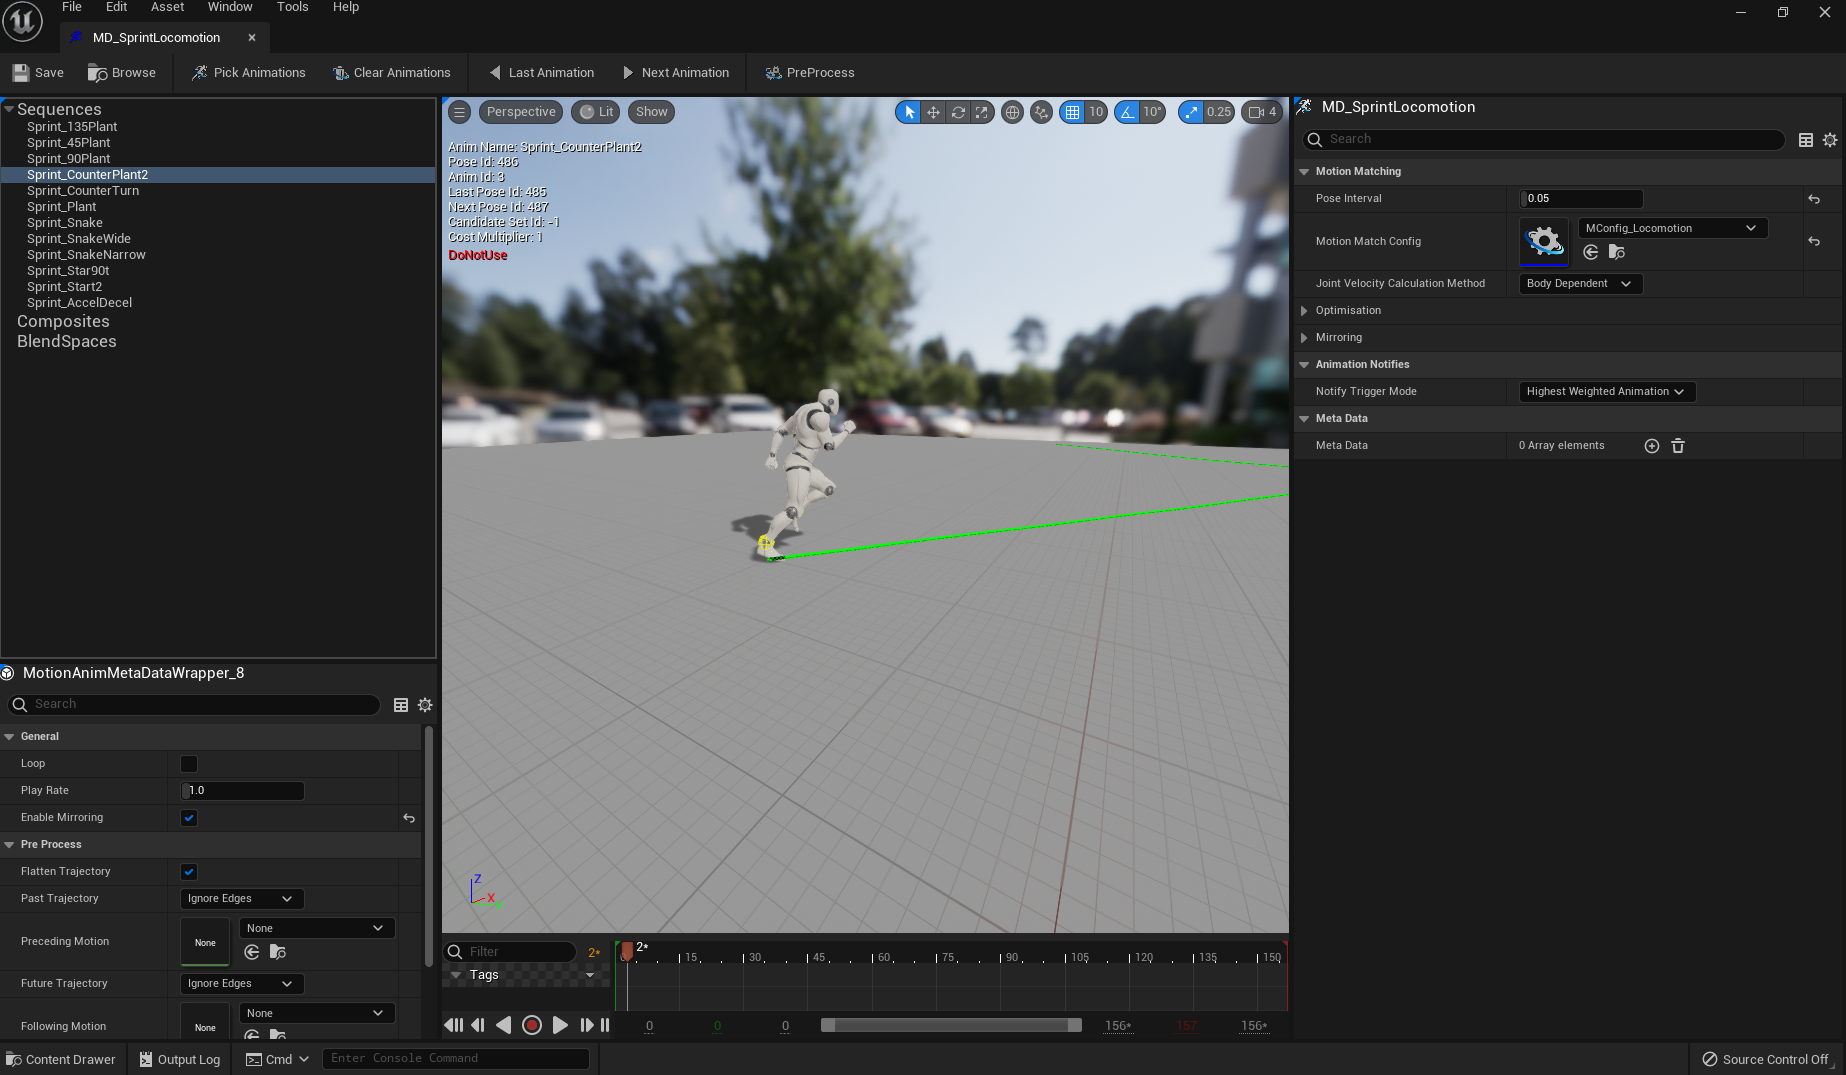 File Edit Asset Window Tools Help
MD_SprintLocomotion
Save Browse Pick Animations Clear Animations Last Animation Next Animation PreProcess
Sequences
Sprint_135Plant
Sprint_45Plant
Sprint_90Plant
Sprint_CounterPlant2
Sprint_CounterTurn
Sprint_Plant
Sprint_Snake
Sprint_SnakeWide
Sprint_SnakeNarrow
Sprint_Star90t
Sprint_Start2
Sprint_AccelDecel
Composites
BlendSpaces
MotionAnimMetaDataWrapper_8
Search
General
Loop
Play Rate 1.0
Enable Mirroring
Pre Process
Flatten Trajectory
Past Trajectory Ignore Edges
Preceding Motion None None
Future Trajectory Ignore Edges
Following Motion None None
Perspective Lit Show 10 10° 0.25 4
Anim Name: Sprint_CounterPlant2
Pose Id: 486
Anim Id: 3
Last Pose Id: 485
Next Pose Id: 487
Candidate Set Id: -1
Cost Multiplier: 1
DoNotUse
Z
X
Y
Filter 2*
Tags
2*
0 15 30 45 60 75 90 105 120 135 150
0 0 0 156* 157 156*
MD_SprintLocomotion
Search
Motion Matching
Pose Interval 0.05
Motion Match Config MConfig_Locomotion
Joint Velocity Calculation Method Body Dependent
Optimisation
Mirroring
Animation Notifies
Notify Trigger Mode Highest Weighted Animation
Meta Data
Meta Data 0 Array elements
Content Drawer Output Log Cmd Enter Console Command Source Control Off